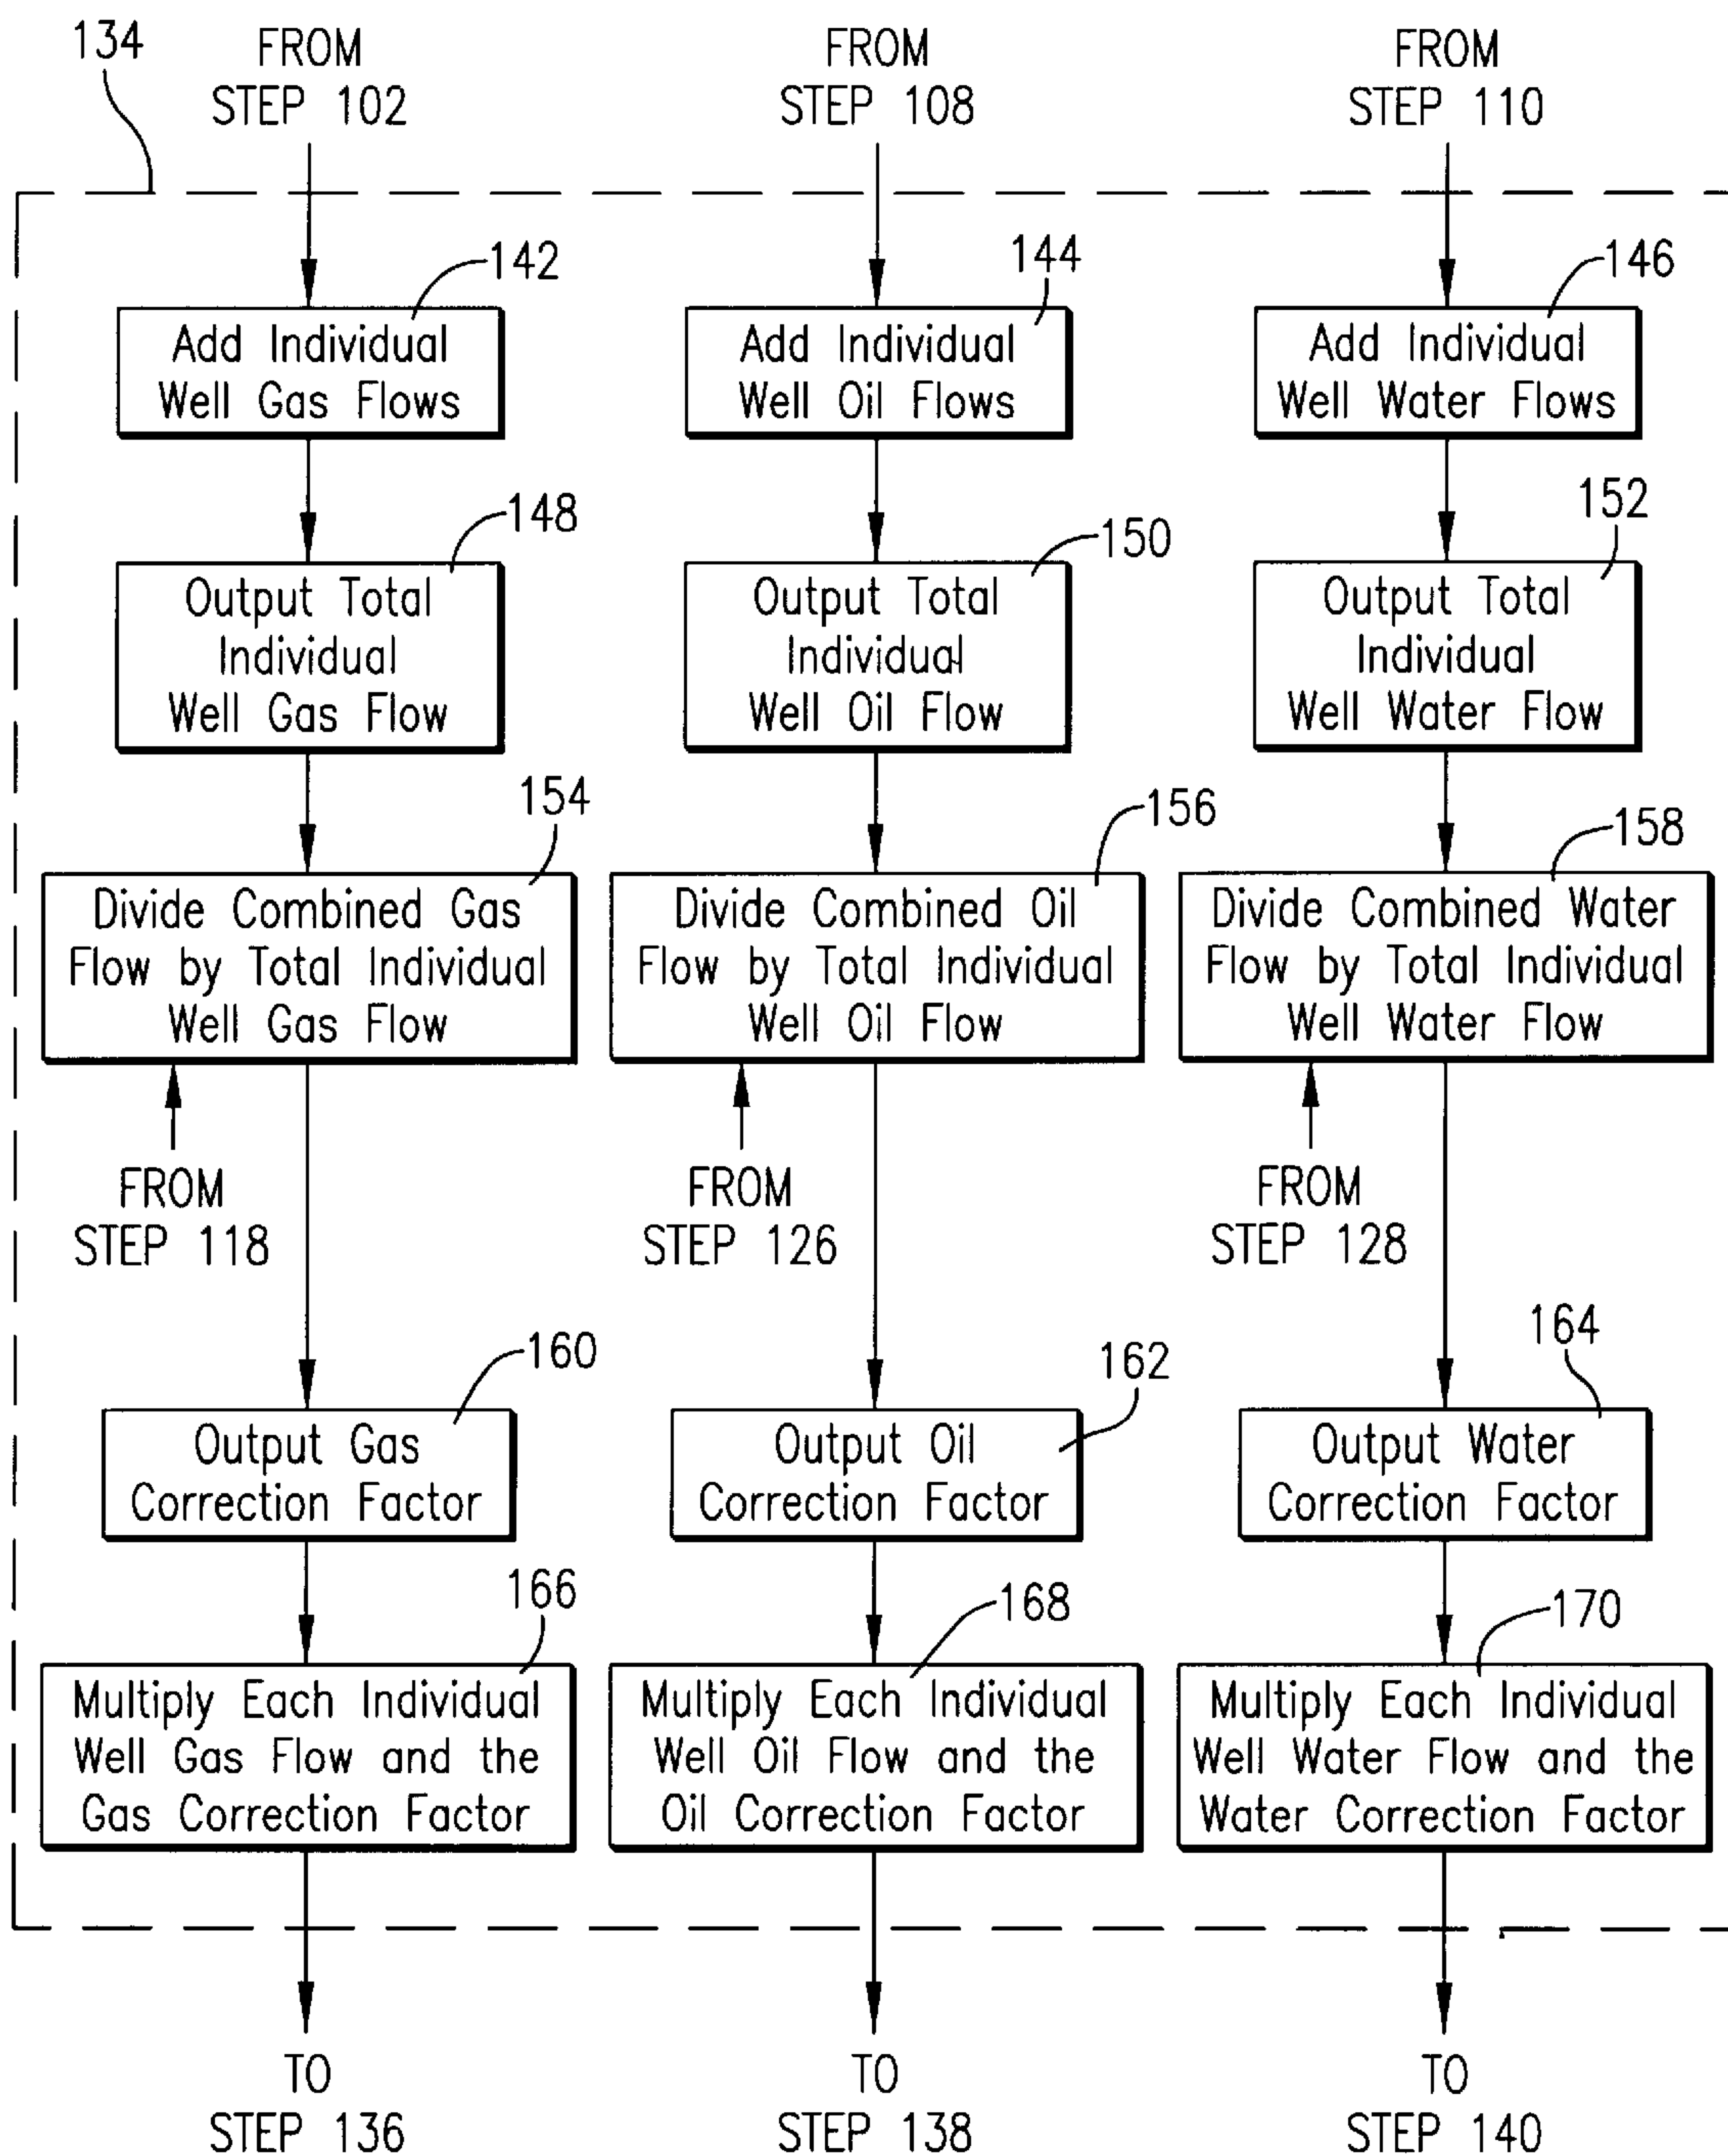 134
FROM
STEP 102
FROM
STEP 108
FROM
STEP 110
142
144
146
Add Individual
Well Gas Flows
Add Individual
Well Oil Flows
Add Individual
Well Water Flows
148
150
152
Output Total
Individual
Well Gas Flow
Output Total
Individual
Well Oil Flow
Output Total
Individual
Well Water Flow
154
156
158
Divide Combined Gas
Flow by Total Individual
Well Gas Flow
Divide Combined Oil
Flow by Total Individual
Well Oil Flow
Divide Combined Water
Flow by Total Individual
Well Water Flow
FROM
STEP 118
FROM
STEP 126
FROM
STEP 128
160
162
164
Output Gas
Correction Factor
Output Oil
Correction Factor
Output Water
Correction Factor
166
168
170
Multiply Each Individual
Well Gas Flow and the
Gas Correction Factor
Multiply Each Individual
Well Oil Flow and the
Oil Correction Factor
Multiply Each Individual
Well Water Flow and the
Water Correction Factor
TO
STEP 136
TO
STEP 138
TO
STEP 140